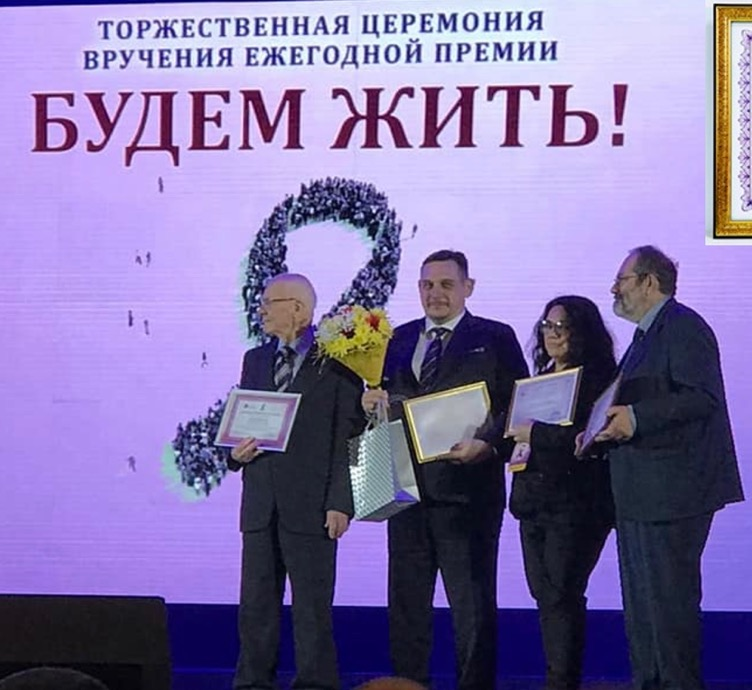 ТОРЖЕСТВЕННАЯ ЦЕРЕМОНИЯ
ВРУЧЕНИЯ ЕЖЕГОДНОЙ ПРЕМИИ
БУДЕМ ЖИТЬ!